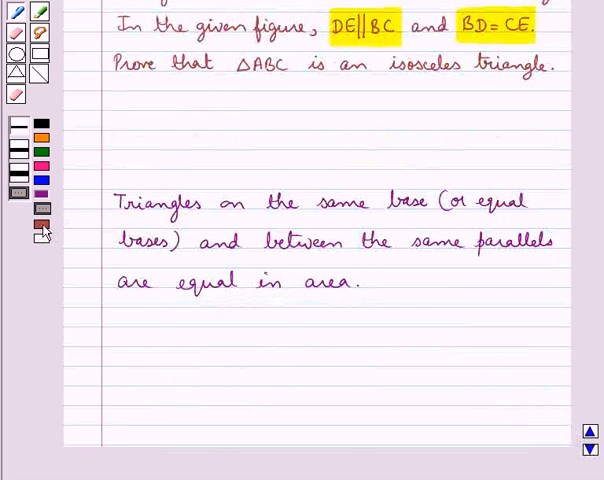 In the given figure, DE||BC and BD = CE.
Prove that △ABC is an isosceles triangle.
Triangles on the same base (or equal
bases) and between the same parallels
are equal in area.